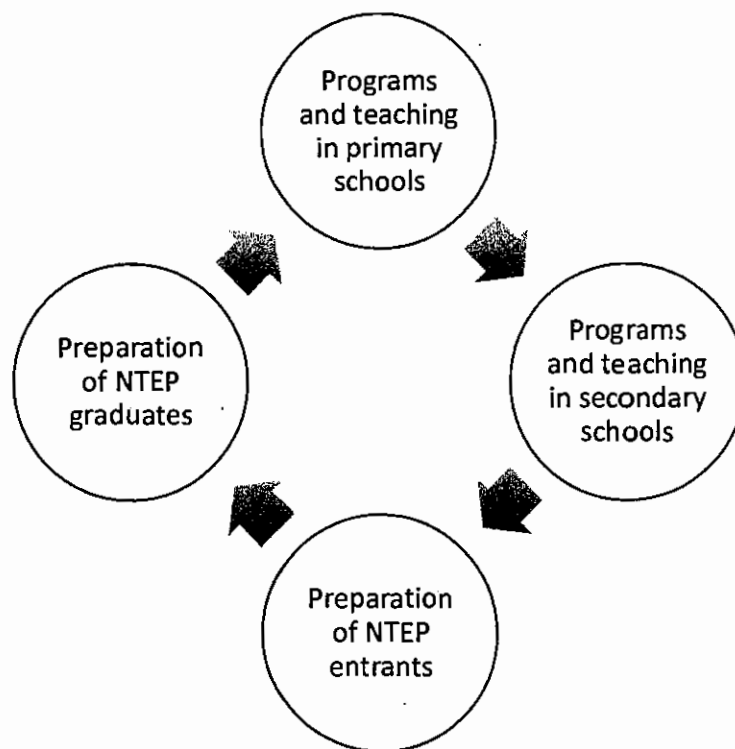 Programs
and teaching
in primary
schools
Programs
and teaching
in secondary
schools
Preparation
of NTEP
entrants
Preparation
of NTEP
graduates